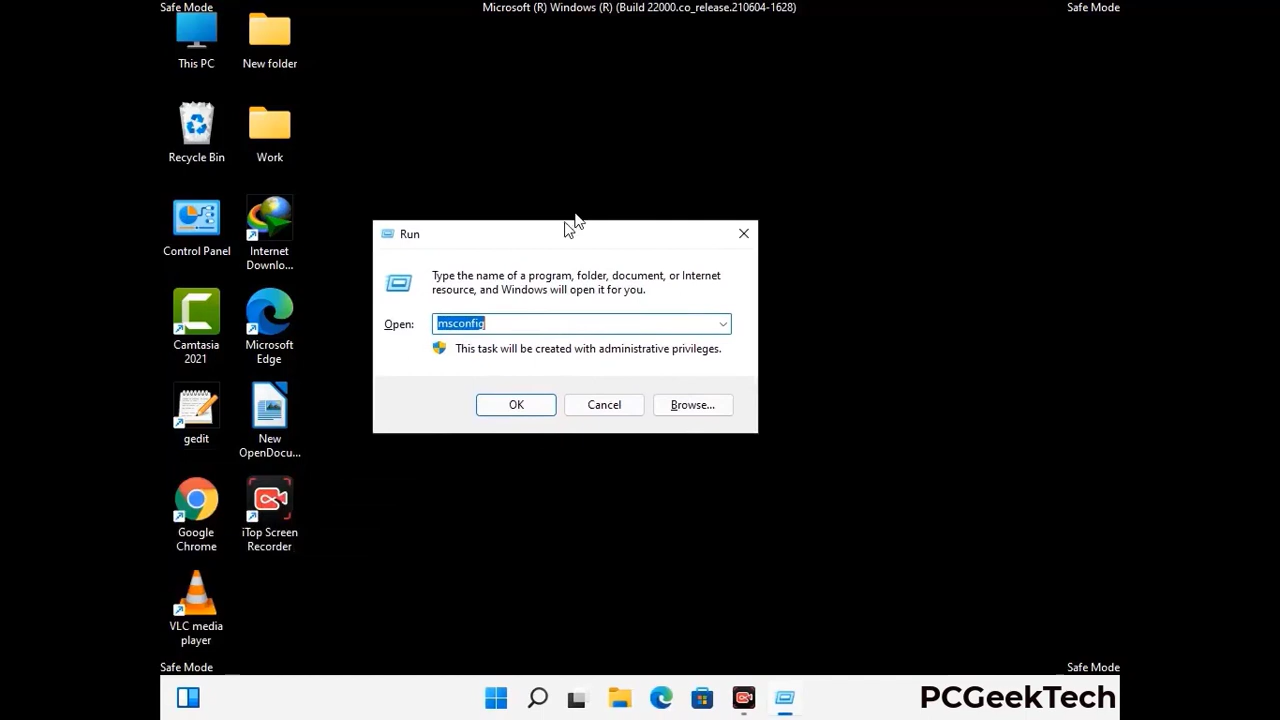 Safe Mode
Microsoft (R) Windows (R) (Build 22000.co_release.210604-1628)
Safe Mode
This PC
New folder
Recycle Bin
Work
Control Panel
Internet
Downlo...
Camtasia
2021
Microsoft
Edge
gedit
New
OpenDocu...
Google
Chrome
iTop Screen
Recorder
VLC media
player
Run
Type the name of a program, folder, document, or Internet
resource, and Windows will open it for you.
Open:
msconfig
This task will be created with administrative privileges.
OK
Cancel
Browse...
Safe Mode
Safe Mode
PCGeekTech